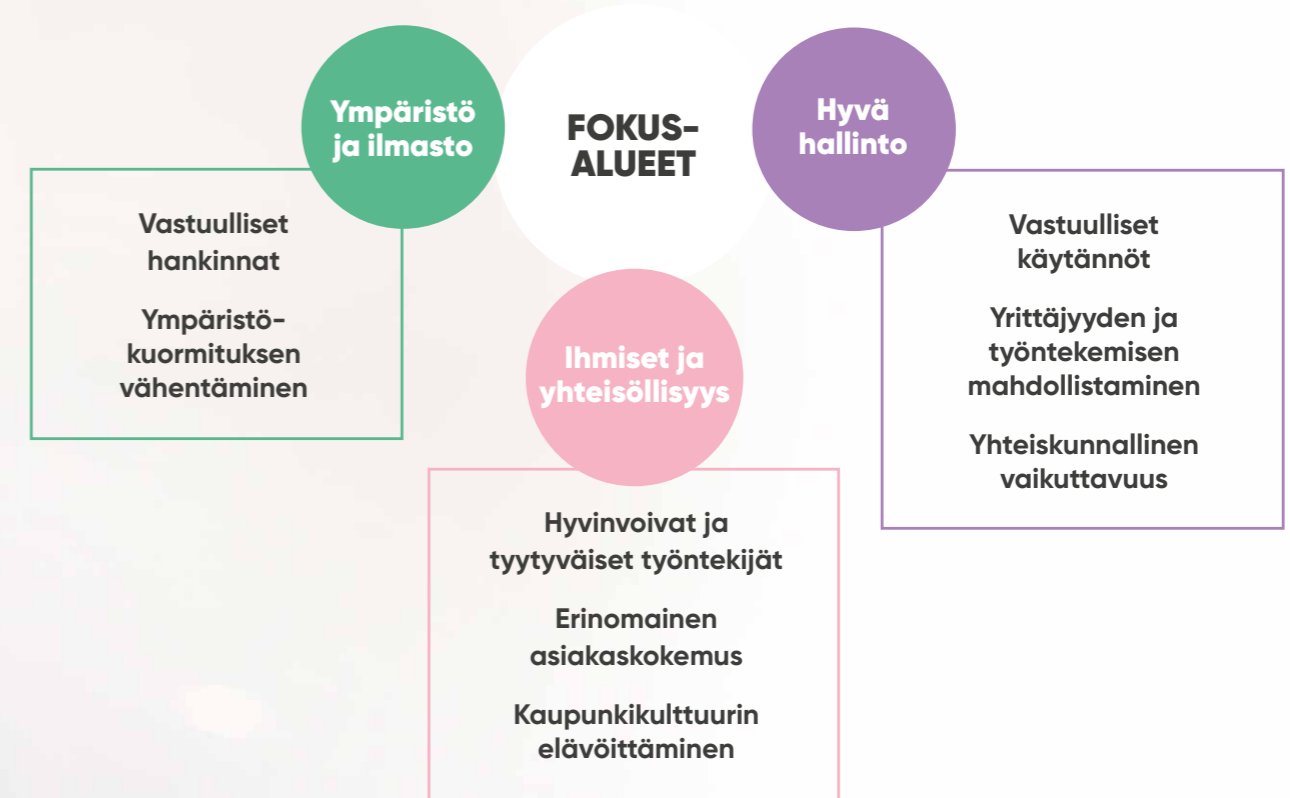 FOKUS-
ALUEET
Ympäristö
ja ilmasto
Vastuulliset
hankinnat
Ympäristö-
kuormituksen
vähentäminen
Ihmiset ja
yhteisöllisyys
Hyvinvoivat ja
tyytyväiset työntekijät
Erinomainen
asiakaskokemus
Kaupunkikulttuurin
elävöittäminen
Hyvä
hallinto
Vastuulliset
käytännöt
Yrittäjyyden ja
työntekemisen
mahdollistaminen
Yhteiskunnallinen
vaikuttavuus